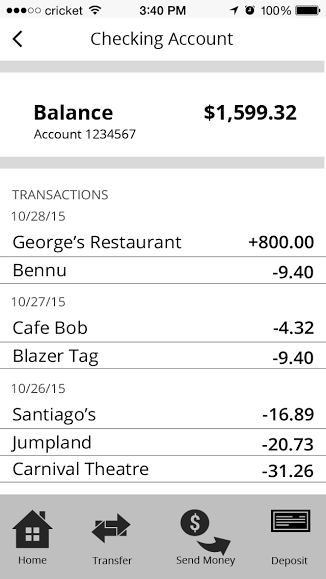 cricket 3:40 PM 100%
Checking Account
Balance $1,599.32
Account 1234567
TRANSACTIONS
10/28/15
George’s Restaurant +800.00
Bennu -9.40
10/27/15
Cafe Bob -4.32
Blazer Tag -9.40
10/26/15
Santiago’s -16.89
Jumpland -20.73
Carnival Theatre -31.26
$
Home Transfer Send Money Deposit